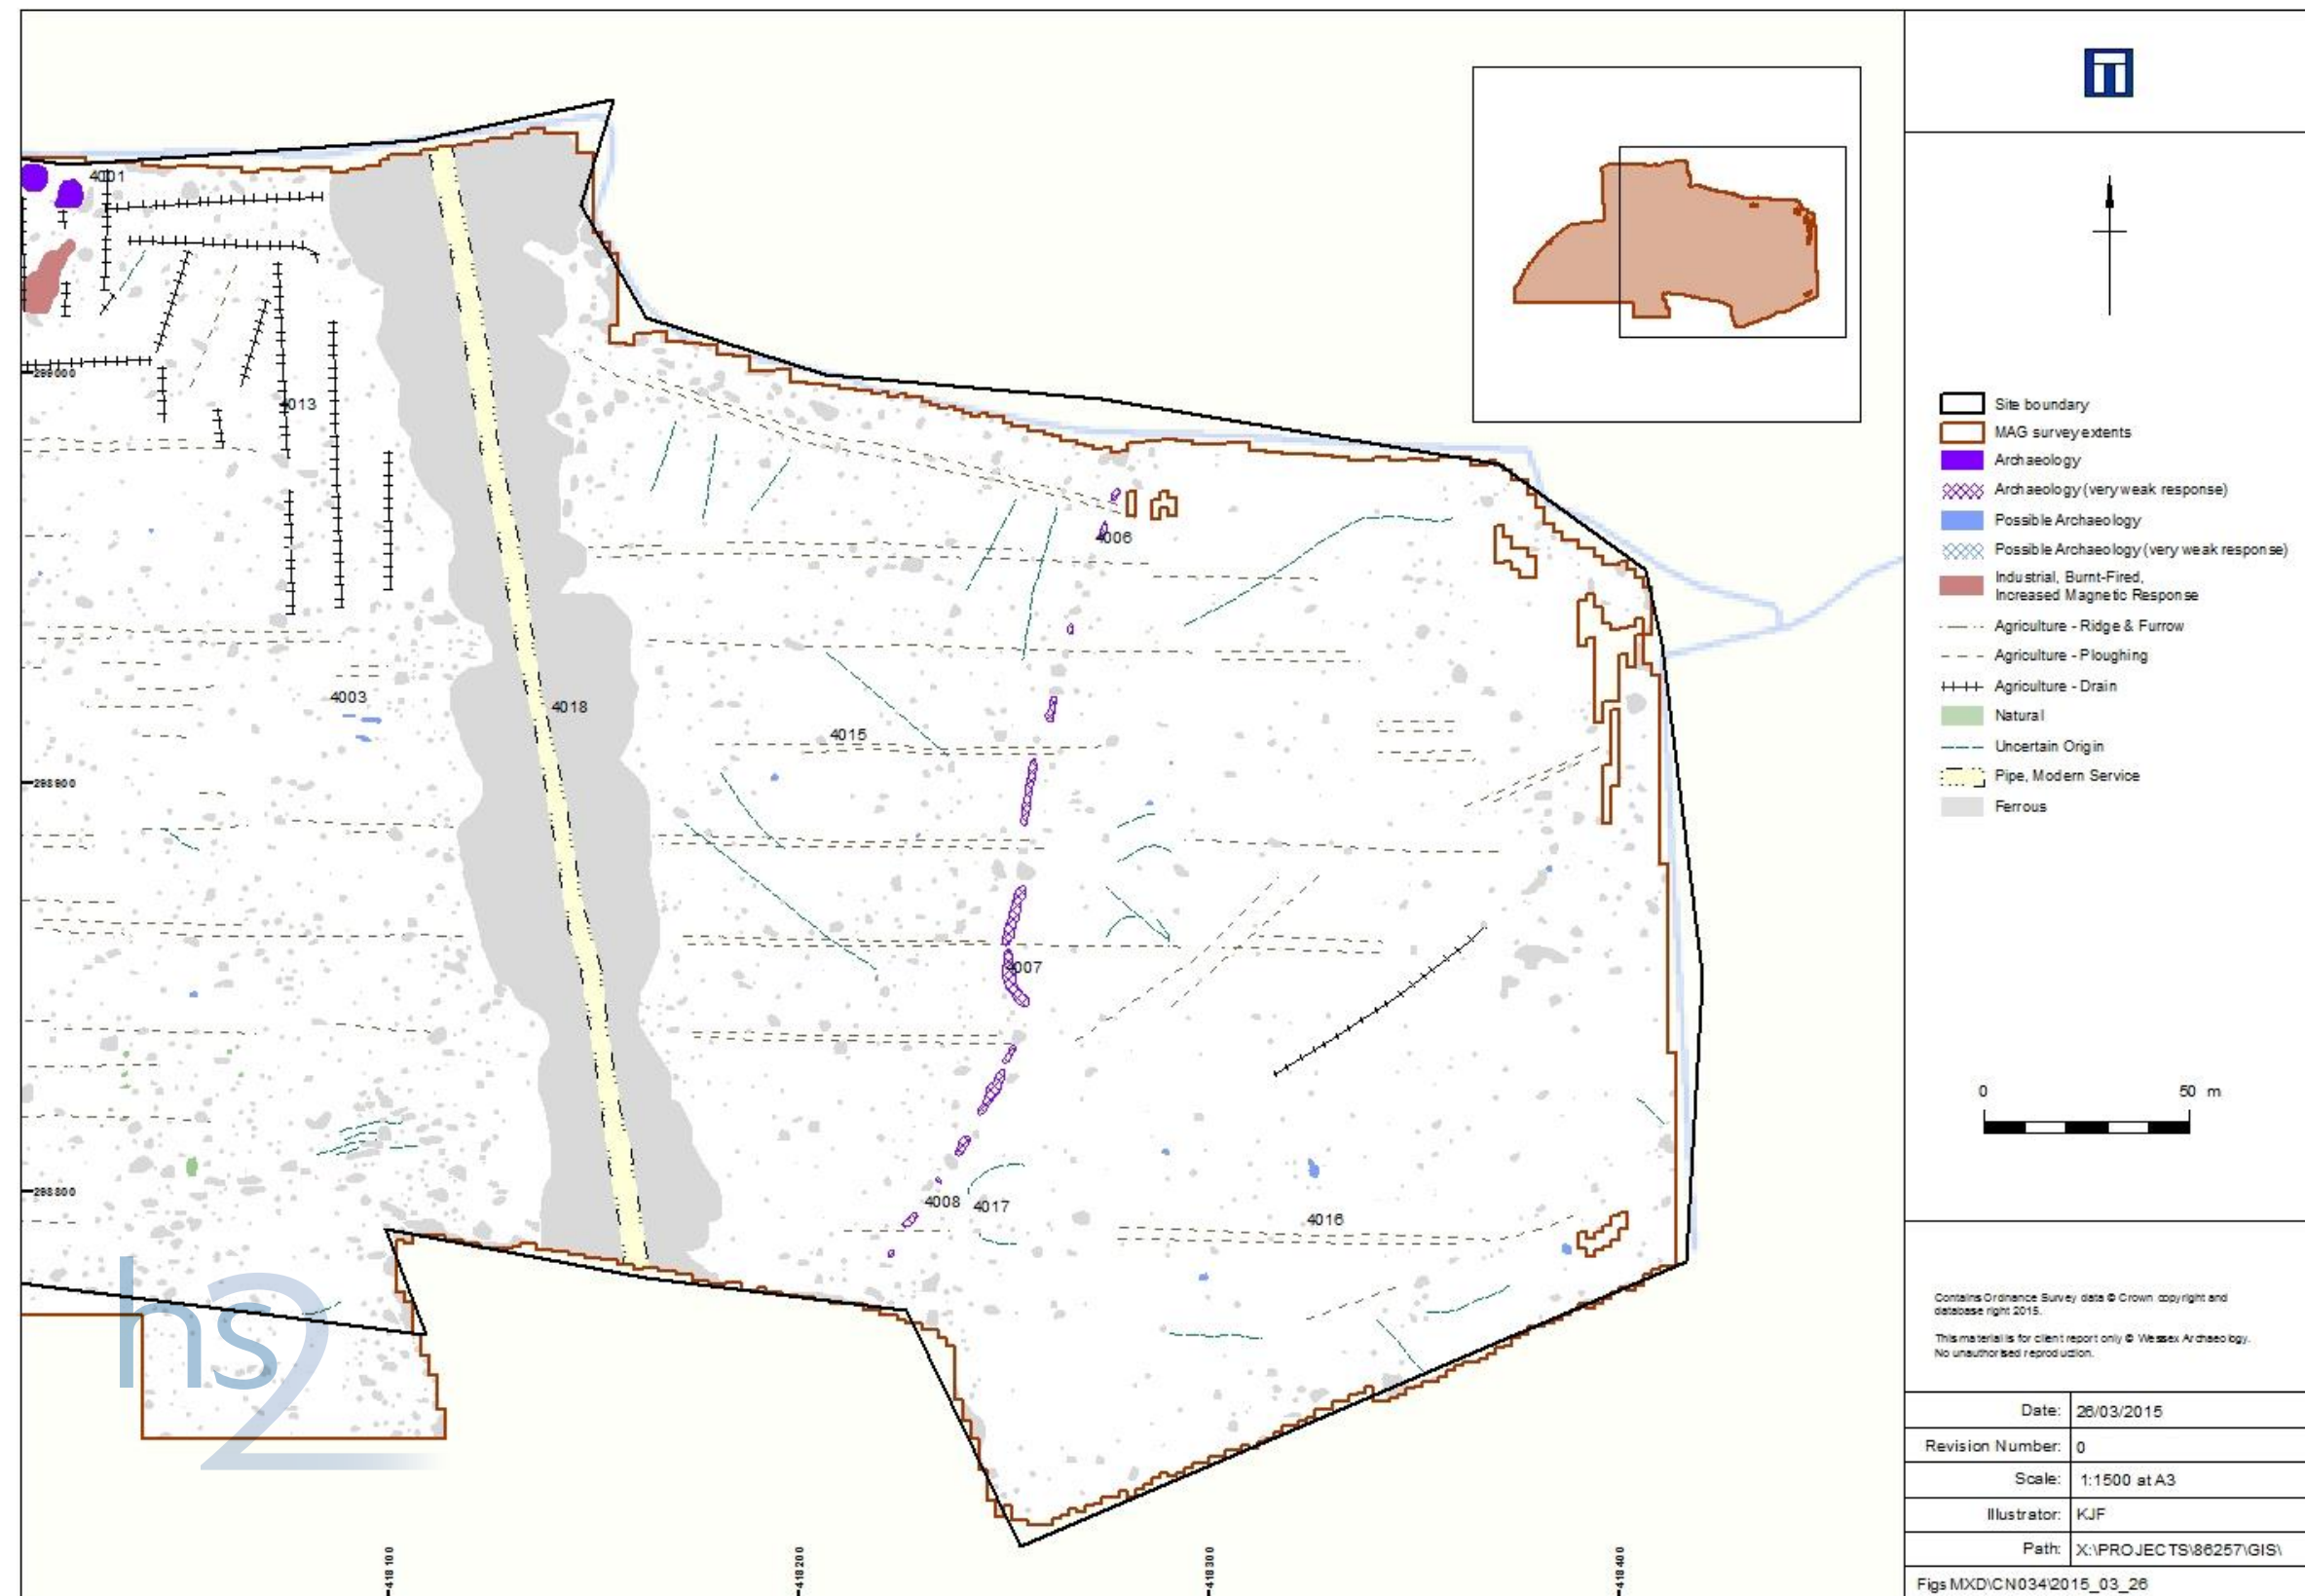 4001
299000
4013
4006
4003
4018
4015
298900
4007
298800
4008
4017
4016
hs2
418100
418200
418300
418400
Site boundary
MAG survey extents
Archaeology
Archaeology (very weak response)
Possible Archaeology
Possible Archaeology (very weak response)
Industrial, Burnt-Fired,
Increased Magnetic Response
Agriculture - Ridge & Furrow
Agriculture - Ploughing
Agriculture - Drain
Natural
Uncertain Origin
Pipe, Modern Service
Ferrous
0 50 m
Contains Ordnance Survey data © Crown copyright and
database right 2015.
This material is for client report only © Wessex Archaeology.
No unauthorised reproduction.
Date: 26/03/2015
Revision Number: 0
Scale: 1:1500 at A3
Illustrator: KJF
Path: X:\PROJECTS\86257\GIS\
Figs MXD\CN034\2015_03_26